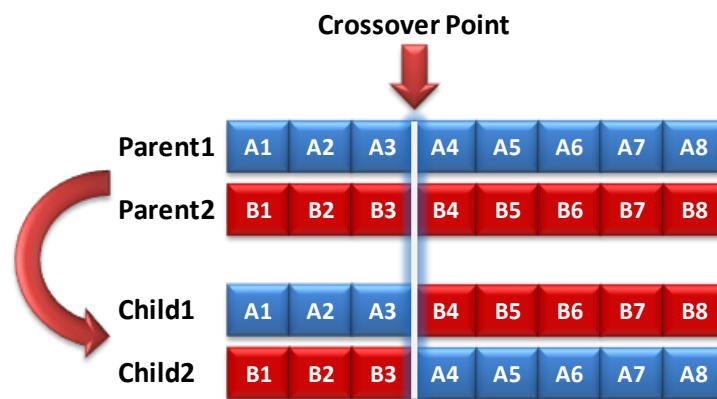 Crossover Point
Parent1 A1 A2 A3 A4 A5 A6 A7 A8
Parent2 B1 B2 B3 B4 B5 B6 B7 B8
Child1 A1 A2 A3 B4 B5 B6 B7 B8
Child2 B1 B2 B3 A4 A5 A6 A7 A8